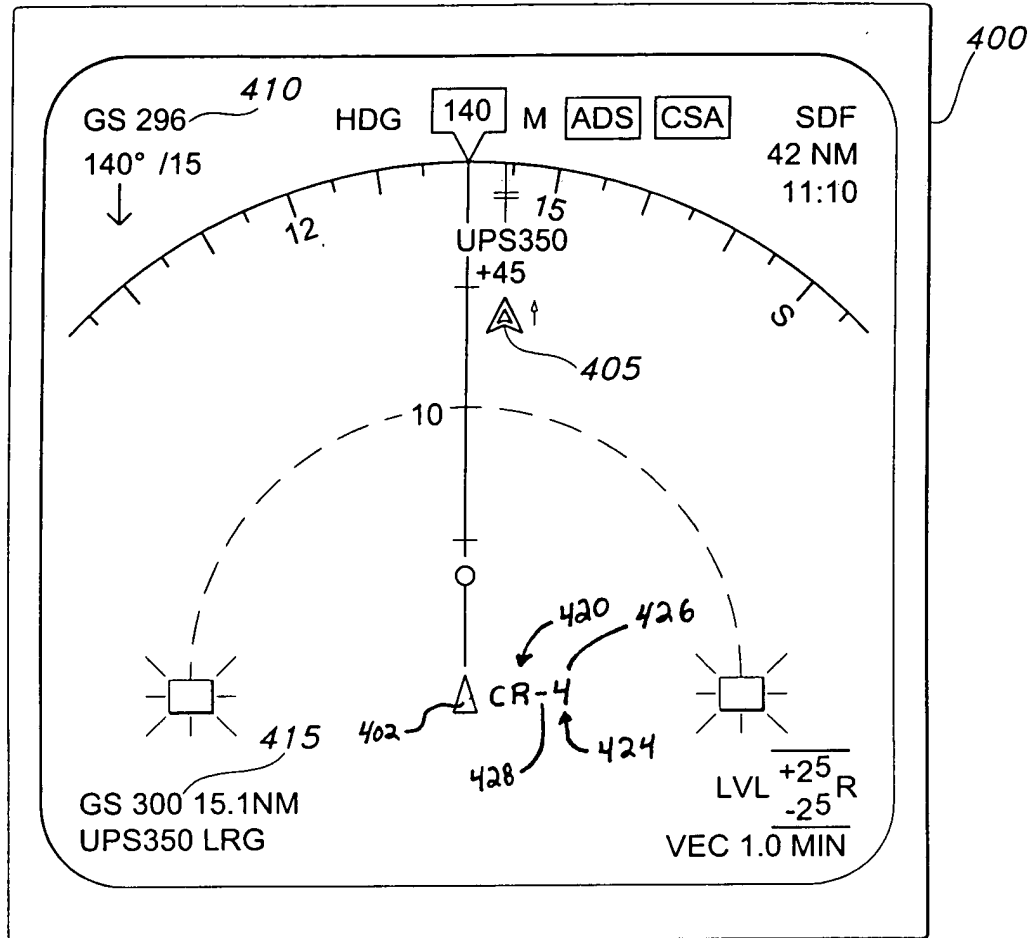 400
GS 296 410 HDG 140 M ADS CSA SDF
140° /15 42 NM
11:10
12 15
UPS350
+45
S
405
10
420 426
CR-4
402 428 424
415
GS 300 15.1NM LVL +25 R
-25
UPS350 LRG
VEC 1.0 MIN